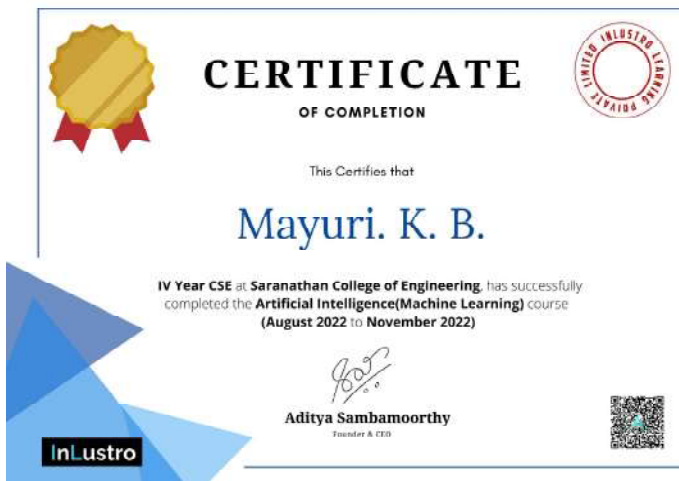 CERTIFICATE
OF COMPLETION
INLUSTRO LEARNING PRIVATE LIMITED
This Certifies that
Mayuri. K. B.
IV Year CSE at Saranathan College of Engineering, has successfully
completed the Artificial Intelligence(Machine Learning) course
(August 2022 to November 2022)
Aditya Sambamoorthy
Founder & CEO
InLustro